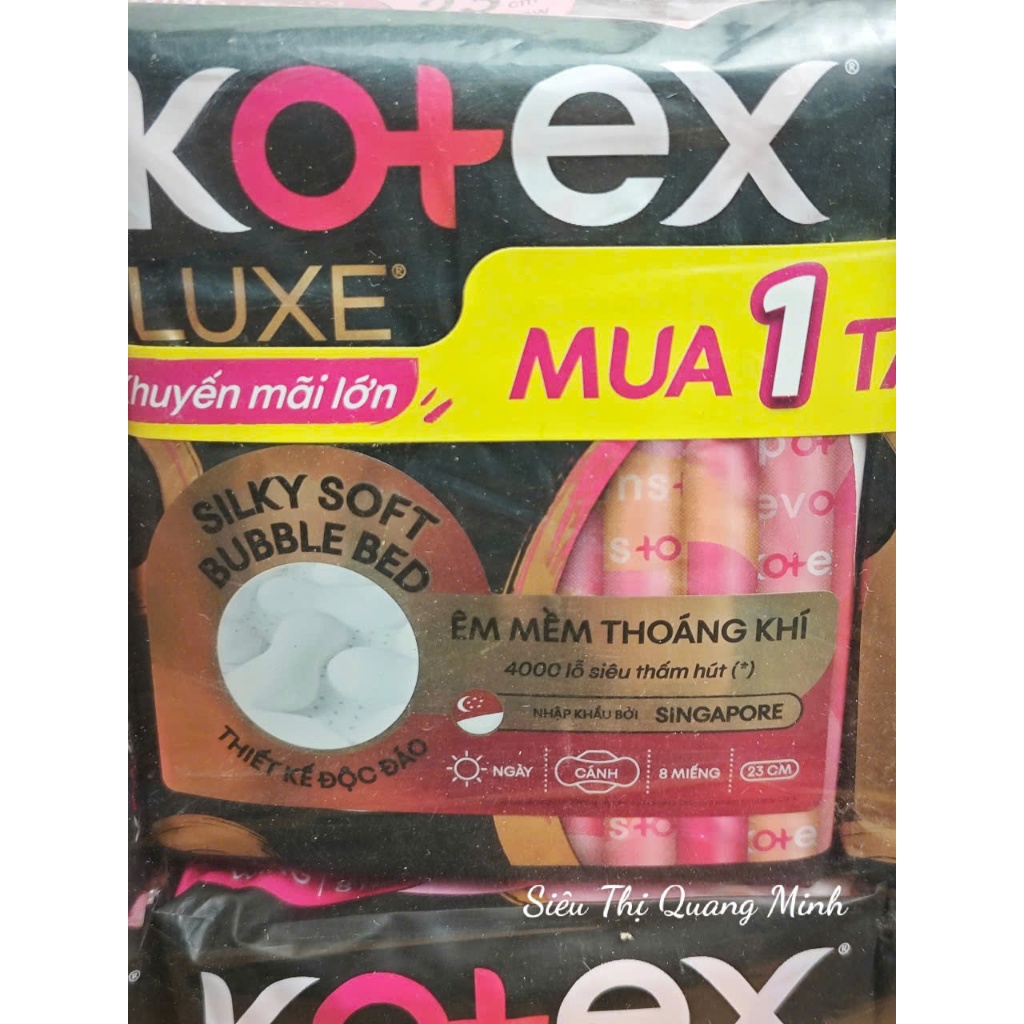 kotex®
LUXE®
khuyến mãi lớn
MUA 1 TA
SILKY SOFT
BUBBLE BED
THIẾT KẾ ĐỘC ĐÁO
ÊM MỀM THOÁNG KHÍ
4000 lỗ siêu thấm hút (*)
NHẬP KHẨU BỞI SINGAPORE
NGÀY CÁNH 8 MIẾNG 23 CM
Siêu Thị Quang Minh
kotex®